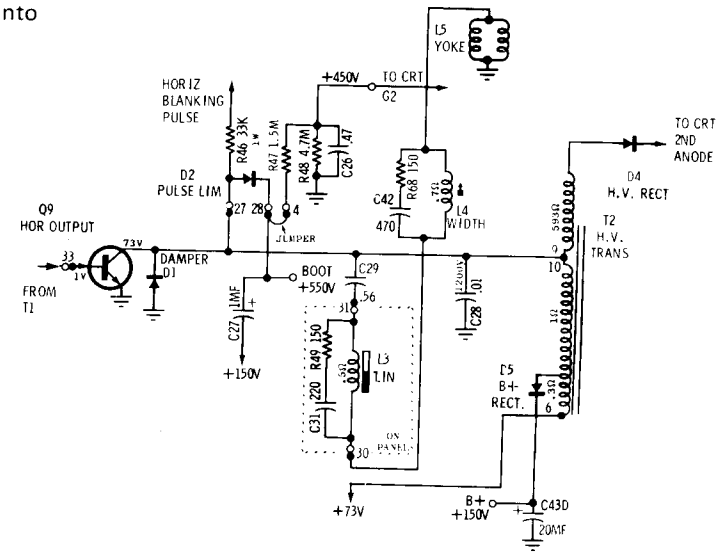 nto
L5
YOKE
+450V
TO CRT
G2
HORIZ
BLANKING
PULSE
R46 33K
1W
R47 1.5M
R48 4.7M
C26 .47
TO CRT
2ND
ANODE
D4
H.V. RECT
D2
PULSE LIM
R68 150
C42
470
.7Ω
L4
WIDTH
593Ω
T2
H.V.
TRANS
Q9
HOR OUTPUT
27
28
4
JUMPER
33
73V
1V
DAMPER
D1
9
10
FROM
T1
BOOT
+550V
C29
.56
31
1200V
.01
C28
1Ω
C27 1MF
+
+150V
R49 150
.6Ω
L3
LIN
C31 220
D5
B+
RECT.
.3Ω
6
ON
PANEL
30
+73V
B+
+150V
+
C43D
20MF